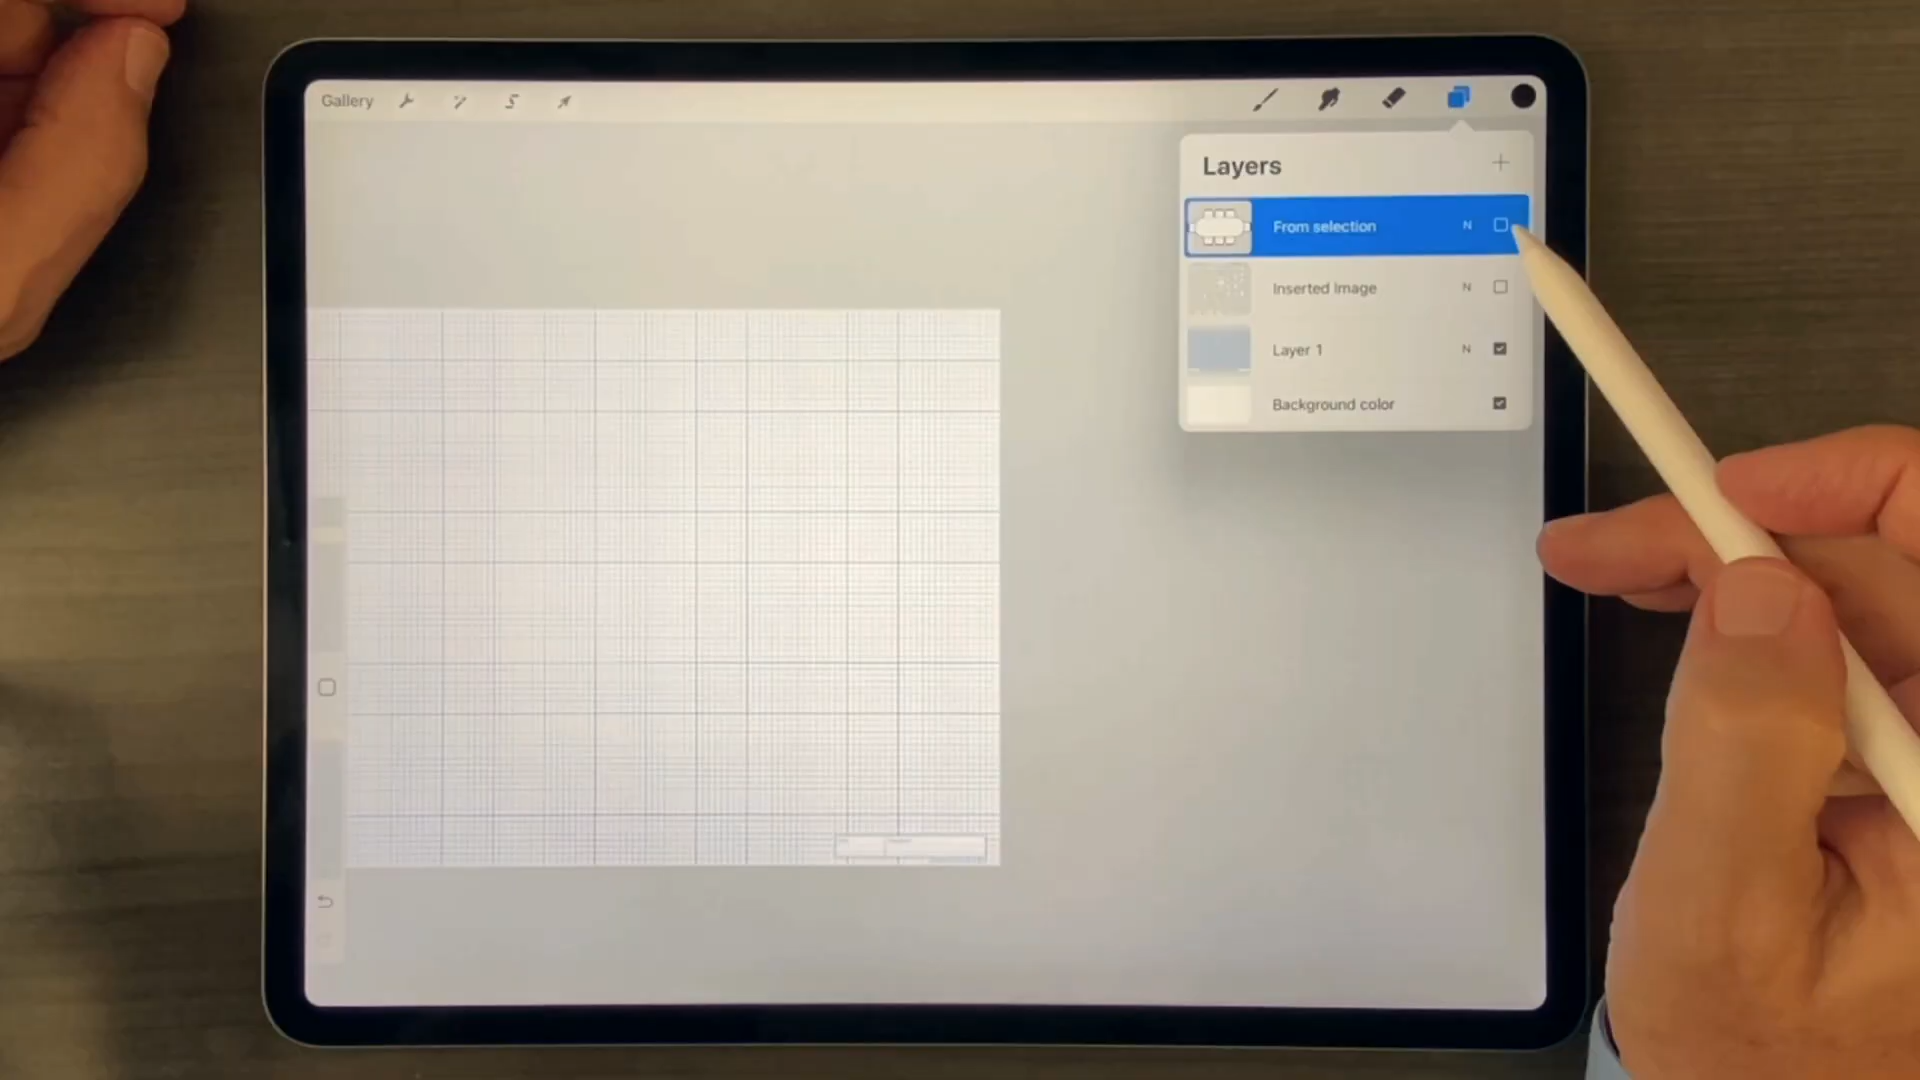 Gallery
Layers
From selection N
Inserted Image N
Layer 1 N
Background color